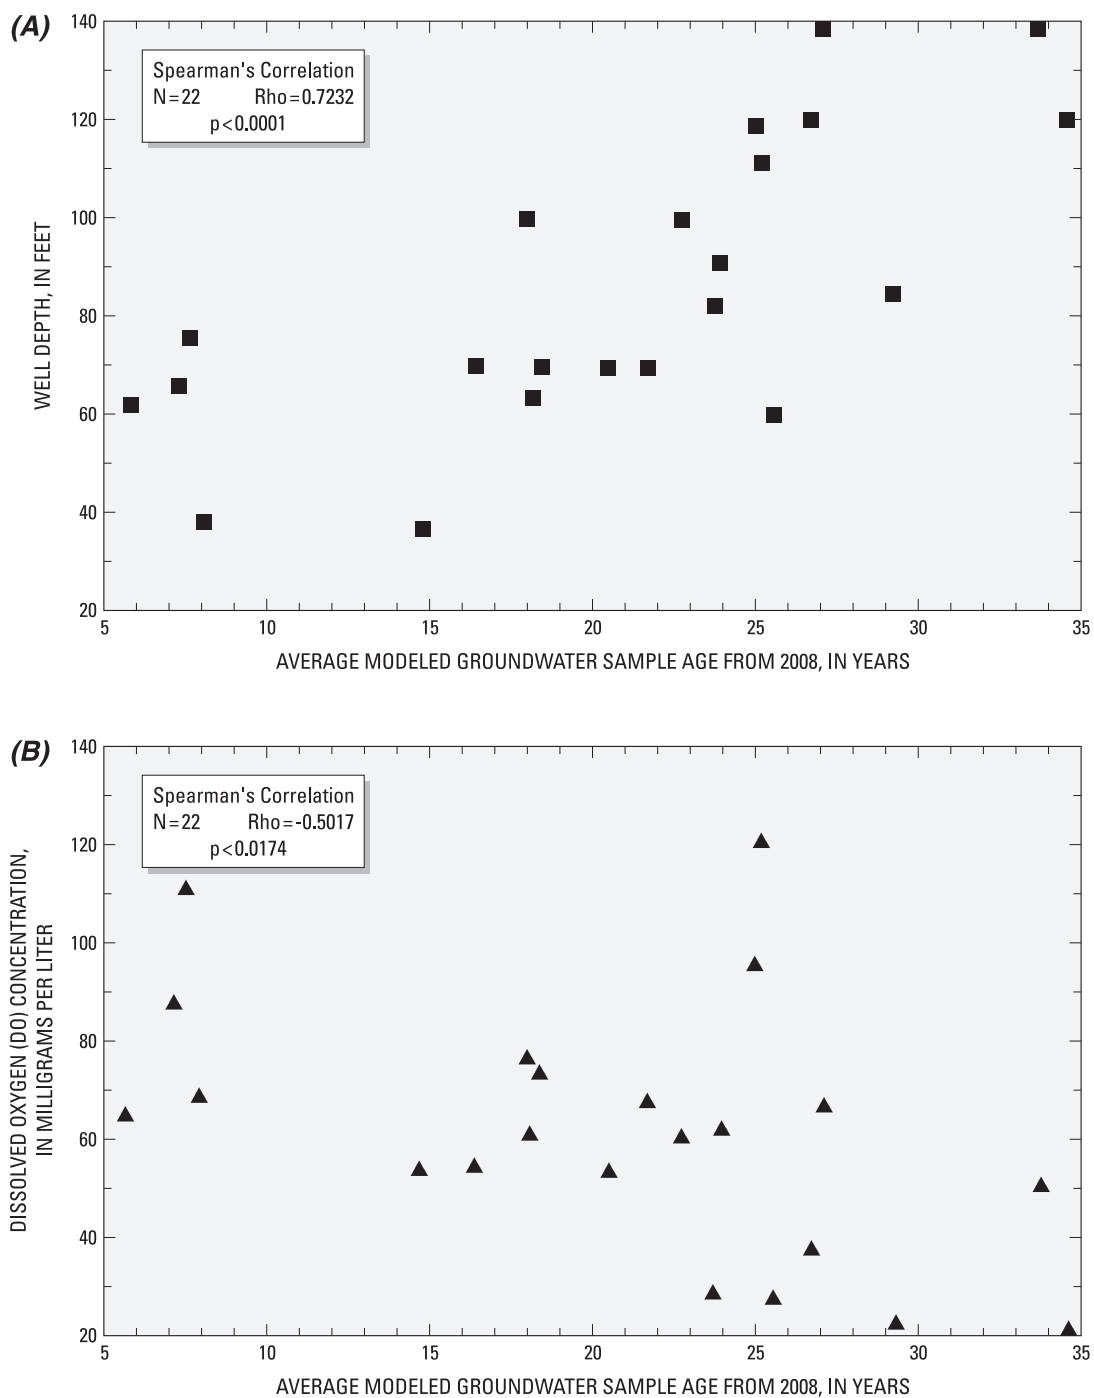 (A)
140
120
100
80
60
40
20
WELL DEPTH, IN FEET
Spearman's Correlation
N=22 Rho=0.7232
p<0.0001
5 10 15 20 25 30 35
AVERAGE MODELED GROUNDWATER SAMPLE AGE FROM 2008, IN YEARS
(B)
140
120
100
80
60
40
20
DISSOLVED OXYGEN (DO) CONCENTRATION,
IN MILLIGRAMS PER LITER
Spearman's Correlation
N=22 Rho=-0.5017
p<0.0174
5 10 15 20 25 30 35
AVERAGE MODELED GROUNDWATER SAMPLE AGE FROM 2008, IN YEARS